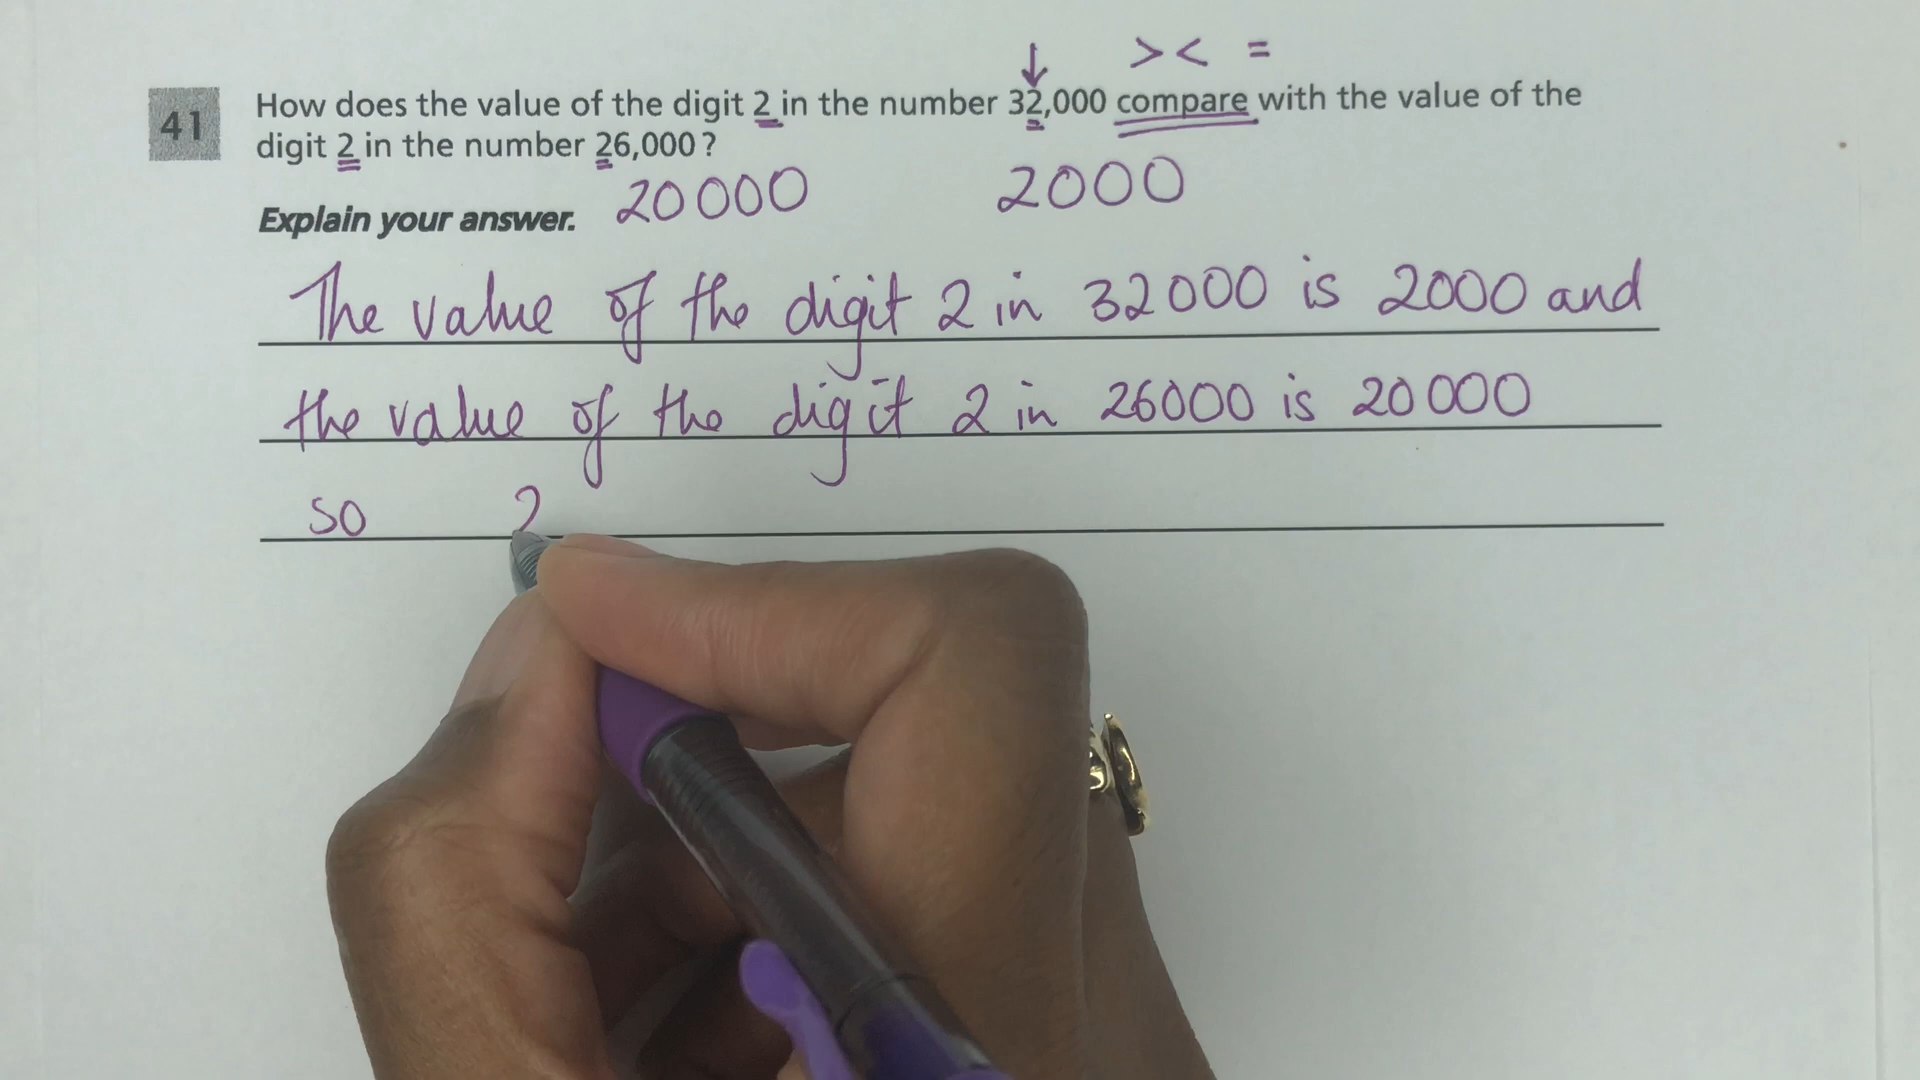 > < =
41 How does the value of the digit 2 in the number 32,000 compare with the value of the
digit 2 in the number 26,000?
20000 2000
Explain your answer.
The value of the digit 2 in 32000 is 2000 and
the value of the digit 2 in 26000 is 20000
so 2